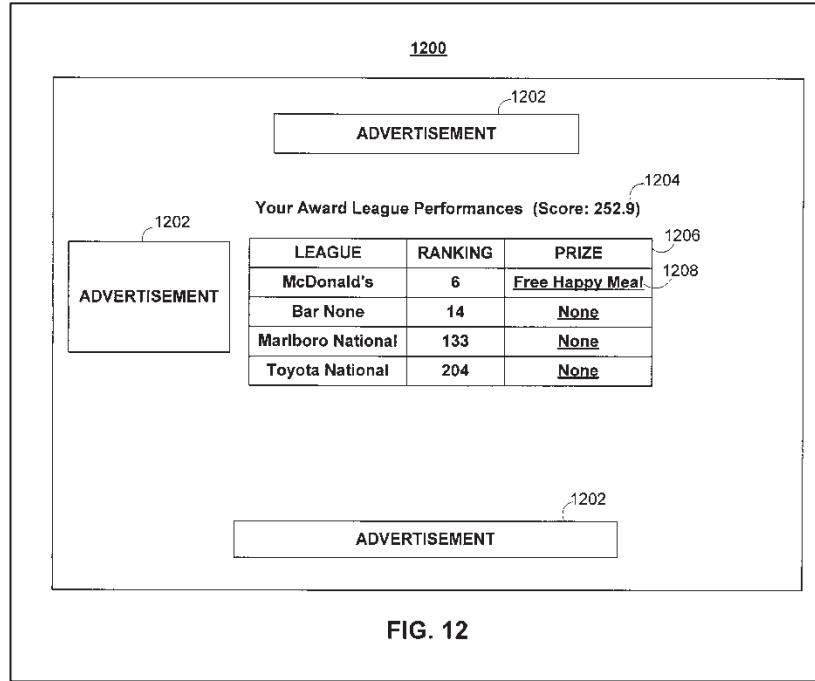 1200
1202
ADVERTISEMENT
1204
Your Award League Performances (Score: 252.9)
1202
1206
LEAGUE RANKING PRIZE
1208
McDonald's 6 Free Happy Meal
ADVERTISEMENT
Bar None 14 None
Marlboro National 133 None
Toyota National 204 None
1202
ADVERTISEMENT
FIG. 12